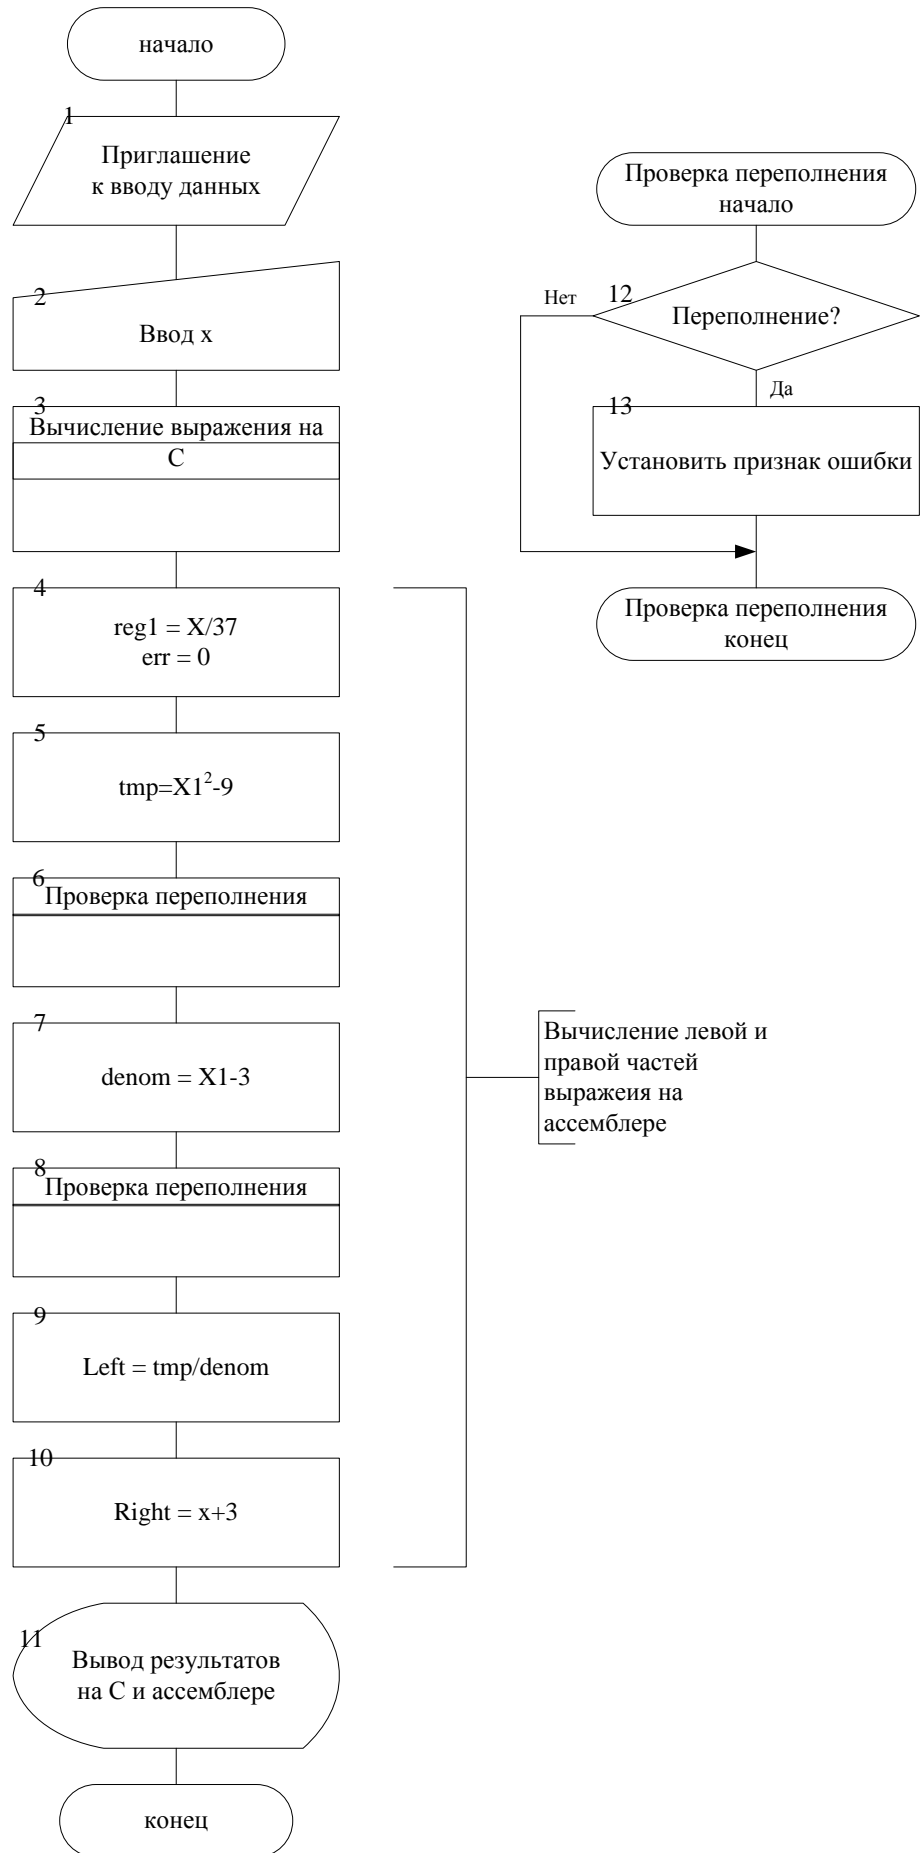 начало
1
Приглашение
к вводу данных
2
Ввод x
3
Вычисление выражения на
С
4
reg1 = X/37
err = 0
5
tmp=X1²-9
6
Проверка переполнения
7
denom = X1-3
8
Проверка переполнения
9
Left = tmp/denom
10
Right = x+3
11
Вывод результатов
на С и ассемблере
конец
Вычисление левой и
правой частей
выражеия на
ассемблере
Проверка переполнения
начало
12
Нет
Переполнение?
Да
13
Установить признак ошибки
Проверка переполнения
конец